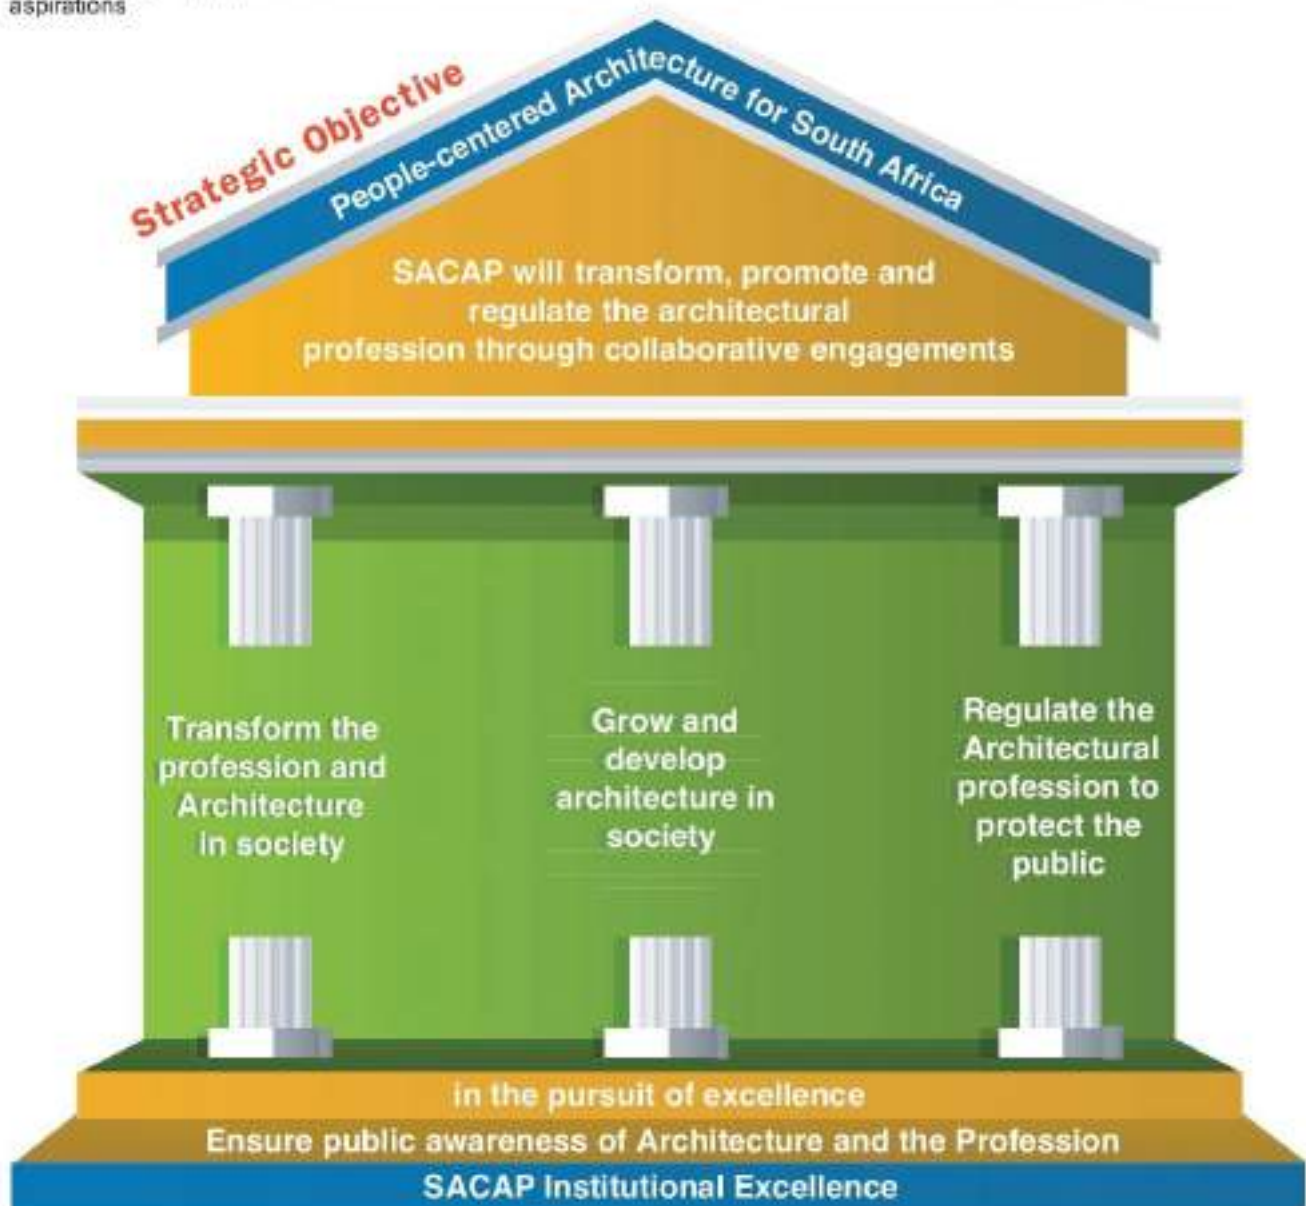 aspirations
Strategic Objective
People-centered Architecture for South Africa
SACAP will transform, promote and
regulate the architectural
profession through collaborative engagements
Transform the
profession and
Architecture
in society
Grow and
develop
architecture in
society
Regulate the
Architectural
profession to
protect the
public
in the pursuit of excellence
Ensure public awareness of Architecture and the Profession
SACAP Institutional Excellence